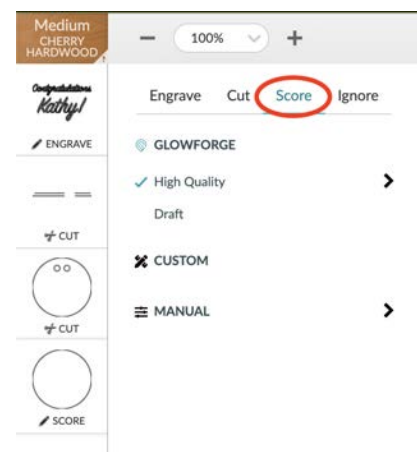 Medium
CHERRY
HARDWOOD
100%
Engrave Cut Score Ignore
Congratulations
Kathy!
ENGRAVE
GLOWFORGE
High Quality
Draft
CUT
CUSTOM
MANUAL
CUT
SCORE